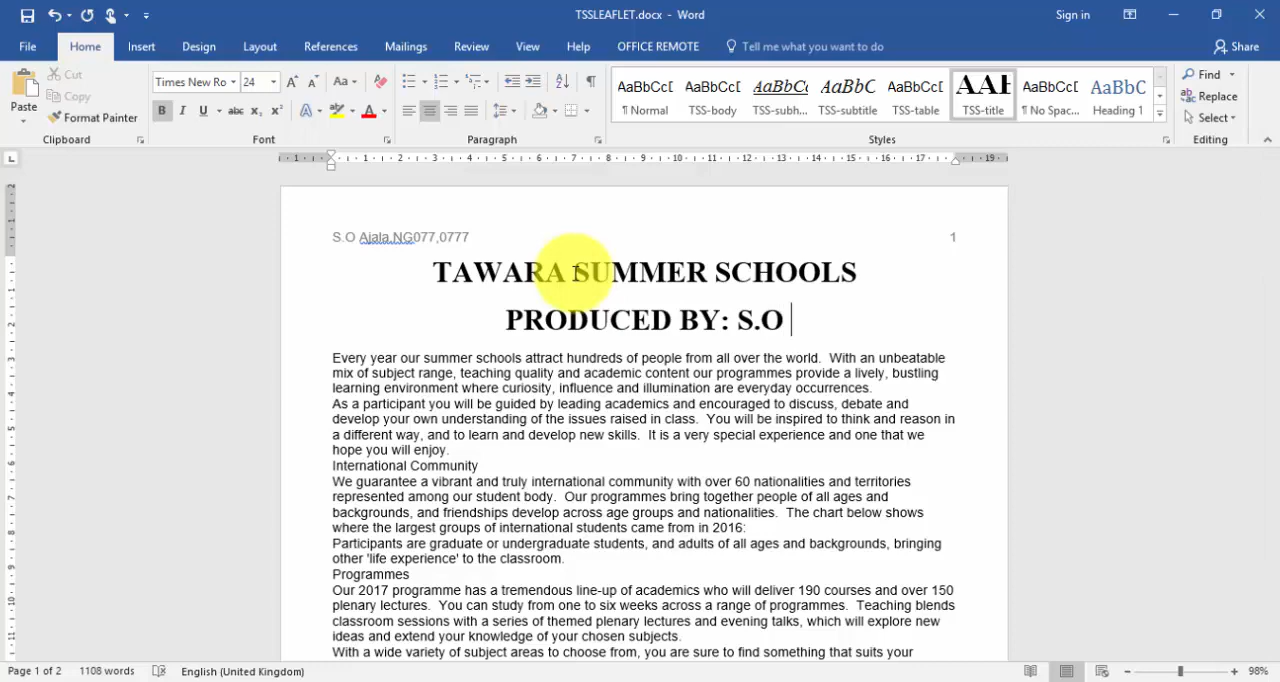 TSSLEAFLET.docx - Word
Sign in
File Home Insert Design Layout References Mailings Review View Help OFFICE REMOTE Tell me what you want to do Share
Paste Cut Copy Format Painter Clipboard
Times New Ro 24 Font
Paragraph
AaBbCcI AaBbCcI AaBbCc AaBbC AaBbCcI AAI AaBbCcI AaBbC
¶ Normal TSS-body TSS-subh... TSS-subtitle TSS-table TSS-title ¶ No Spac... Heading 1
Styles
Find Replace Select Editing
S.O Ajala,NG077,0777 1
TAWARA SUMMER SCHOOLS
PRODUCED BY: S.O
Every year our summer schools attract hundreds of people from all over the world. With an unbeatable
mix of subject range, teaching quality and academic content our programmes provide a lively, bustling
learning environment where curiosity, influence and illumination are everyday occurrences.
As a participant you will be guided by leading academics and encouraged to discuss, debate and
develop your own understanding of the issues raised in class. You will be inspired to think and reason in
a different way, and to learn and develop new skills. It is a very special experience and one that we
hope you will enjoy.
International Community
We guarantee a vibrant and truly international community with over 60 nationalities and territories
represented among our student body. Our programmes bring together people of all ages and
backgrounds, and friendships develop across age groups and nationalities. The chart below shows
where the largest groups of international students came from in 2016:
Participants are graduate or undergraduate students, and adults of all ages and backgrounds, bringing
other 'life experience' to the classroom.
Programmes
Our 2017 programme has a tremendous line-up of academics who will deliver 190 courses and over 150
plenary lectures. You can study from one to six weeks across a range of programmes. Teaching blends
classroom sessions with a series of themed plenary lectures and evening talks, which will explore new
ideas and extend your knowledge of your chosen subjects.
With a wide variety of subject areas to choose from, you are sure to find something that suits your
Page 1 of 2 1108 words English (United Kingdom) 98%